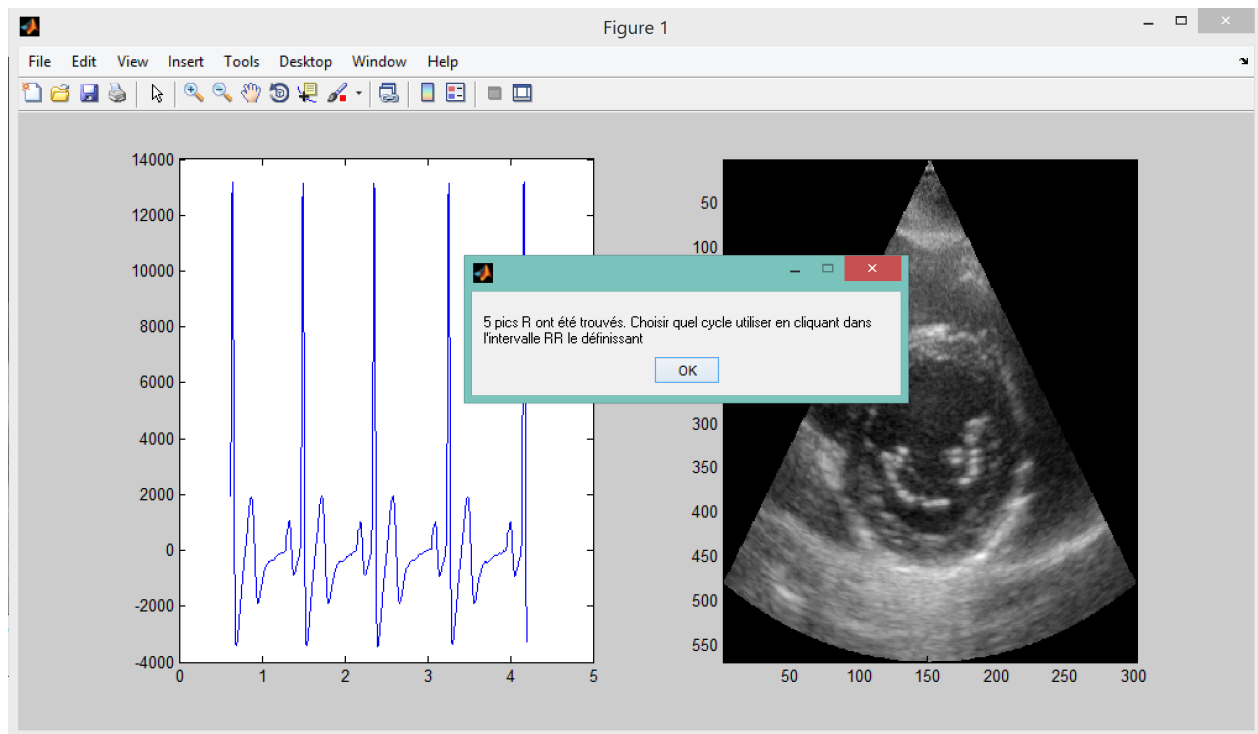 Figure 1
File Edit View Insert Tools Desktop Window Help
14000
12000
10000
8000
6000
4000
2000
0
-2000
-4000
0 1 2 3 4 5
50
100
300
350
400
450
500
550
50 100 150 200 250 300
5 pics R ont été trouvés. Choisir quel cycle utiliser en cliquant dans
l'intervalle RR le définissant
OK